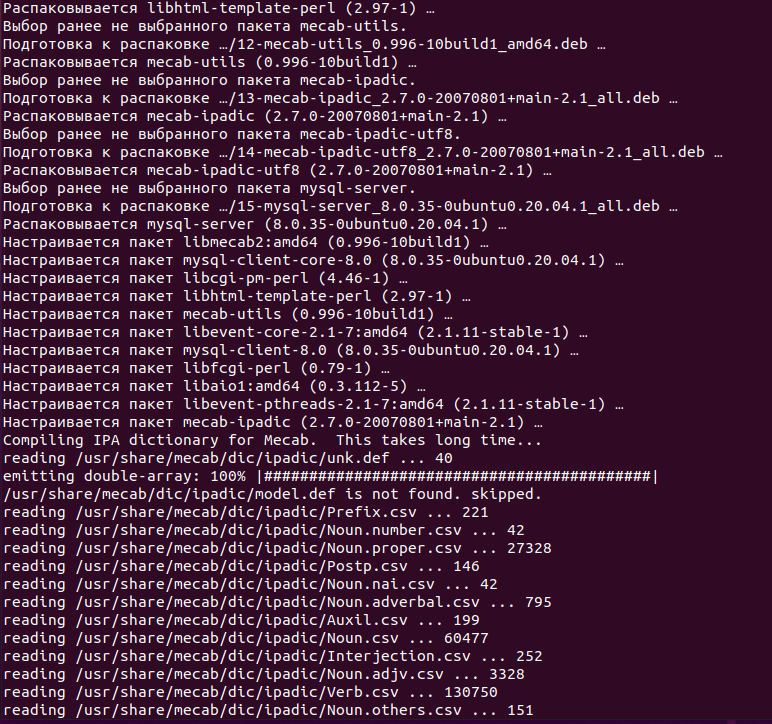 Распаковывается libhtml-template-perl (2.97-1) …
Выбор ранее не выбранного пакета mecab-utils.
Подготовка к распаковке …/12-mecab-utils_0.996-10build1_amd64.deb …
Распаковывается mecab-utils (0.996-10build1) …
Выбор ранее не выбранного пакета mecab-ipadic.
Подготовка к распаковке …/13-mecab-ipadic_2.7.0-20070801+main-2.1_all.deb …
Распаковывается mecab-ipadic (2.7.0-20070801+main-2.1) …
Выбор ранее не выбранного пакета mecab-ipadic-utf8.
Подготовка к распаковке …/14-mecab-ipadic-utf8_2.7.0-20070801+main-2.1_all.deb …
Распаковывается mecab-ipadic-utf8 (2.7.0-20070801+main-2.1) …
Выбор ранее не выбранного пакета mysql-server.
Подготовка к распаковке …/15-mysql-server_8.0.35-0ubuntu0.20.04.1_all.deb …
Распаковывается mysql-server (8.0.35-0ubuntu0.20.04.1) …
Настраивается пакет libmecab2:amd64 (0.996-10build1) …
Настраивается пакет mysql-client-core-8.0 (8.0.35-0ubuntu0.20.04.1) …
Настраивается пакет libcgi-pm-perl (4.46-1) …
Настраивается пакет libhtml-template-perl (2.97-1) …
Настраивается пакет mecab-utils (0.996-10build1) …
Настраивается пакет libevent-core-2.1-7:amd64 (2.1.11-stable-1) …
Настраивается пакет mysql-client-8.0 (8.0.35-0ubuntu0.20.04.1) …
Настраивается пакет libfcgi-perl (0.79-1) …
Настраивается пакет libaio1:amd64 (0.3.112-5) …
Настраивается пакет libevent-pthreads-2.1-7:amd64 (2.1.11-stable-1) …
Настраивается пакет mecab-ipadic (2.7.0-20070801+main-2.1) …
Compiling IPA dictionary for Mecab.  This takes long time...
reading /usr/share/mecab/dic/ipadic/unk.def ... 40
emitting double-array: 100% |###########################################|
/usr/share/mecab/dic/ipadic/model.def is not found. skipped.
reading /usr/share/mecab/dic/ipadic/Prefix.csv ... 221
reading /usr/share/mecab/dic/ipadic/Noun.number.csv ... 42
reading /usr/share/mecab/dic/ipadic/Noun.proper.csv ... 27328
reading /usr/share/mecab/dic/ipadic/Postp.csv ... 146
reading /usr/share/mecab/dic/ipadic/Noun.nai.csv ... 42
reading /usr/share/mecab/dic/ipadic/Noun.adverbal.csv ... 795
reading /usr/share/mecab/dic/ipadic/Auxil.csv ... 199
reading /usr/share/mecab/dic/ipadic/Noun.csv ... 60477
reading /usr/share/mecab/dic/ipadic/Interjection.csv ... 252
reading /usr/share/mecab/dic/ipadic/Noun.adjv.csv ... 3328
reading /usr/share/mecab/dic/ipadic/Verb.csv ... 130750
reading /usr/share/mecab/dic/ipadic/Noun.others.csv ... 151